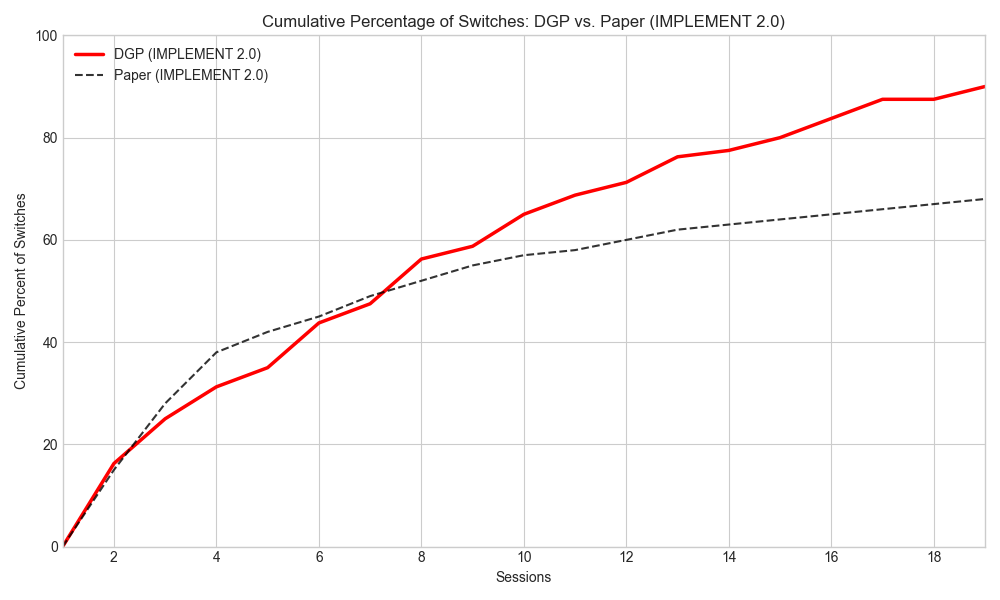 Cumulative Percentage of Switches: DGP vs. Paper (IMPLEMENT 2.0)
DGP (IMPLEMENT 2.0)
Paper (IMPLEMENT 2.0)
Cumulative Percent of Switches
100
80
60
40
20
0
2 4 6 8 10 12 14 16 18
Sessions